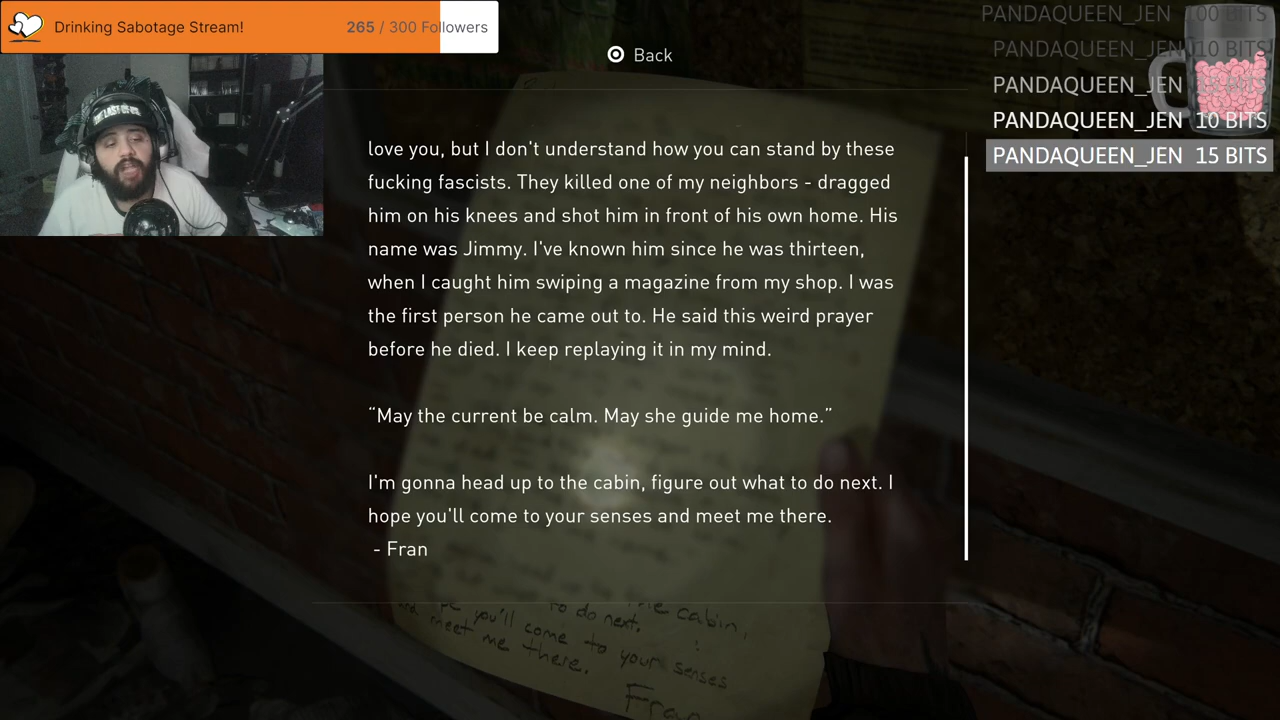 Drinking Sabotage Stream!
265 / 300 Followers
Back
PANDAQUEEN_JEN 100 BITS
PANDAQUEEN_JEN 10 BITS
PANDAQUEEN_JEN
PANDAQUEEN_JEN 10 BITS
PANDAQUEEN_JEN 15 BITS
love you, but I don't understand how you can stand by these
fucking fascists. They killed one of my neighbors - dragged
him on his knees and shot him in front of his own home. His
name was Jimmy. I've known him since he was thirteen,
when I caught him swiping a magazine from my shop. I was
the first person he came out to. He said this weird prayer
before he died. I keep replaying it in my mind.
“May the current be calm. May she guide me home.”
I'm gonna head up to the cabin, figure out what to do next. I
hope you'll come to your senses and meet me there.
- Fran
to do next. the cabin,
you'll come to your senses
and meet me there.
Fran